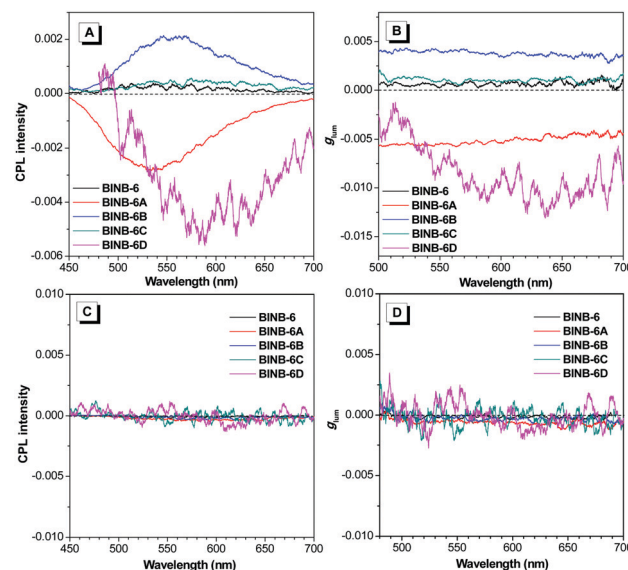 A
0.002
0.000
-0.002
-0.004
-0.006
CPL intensity
BINB-6
BINB-6A
BINB-6B
BINB-6C
BINB-6D
450 500 550 600 650 700
Wavelength (nm)
B
0.005
0.000
-0.005
-0.010
-0.015
glum
BINB-6
BINB-6A
BINB-6B
BINB-6C
BINB-6D
500 550 600 650 700
Wavelength (nm)
C
0.010
0.005
0.000
-0.005
-0.010
CPL intensity
BINB-6
BINB-6A
BINB-6B
BINB-6C
BINB-6D
450 500 550 600 650 700
Wavelength (nm)
D
0.010
0.005
0.000
-0.005
-0.010
glum
BINB-6
BINB-6A
BINB-6B
BINB-6C
BINB-6D
500 550 600 650 700
Wavelength (nm)